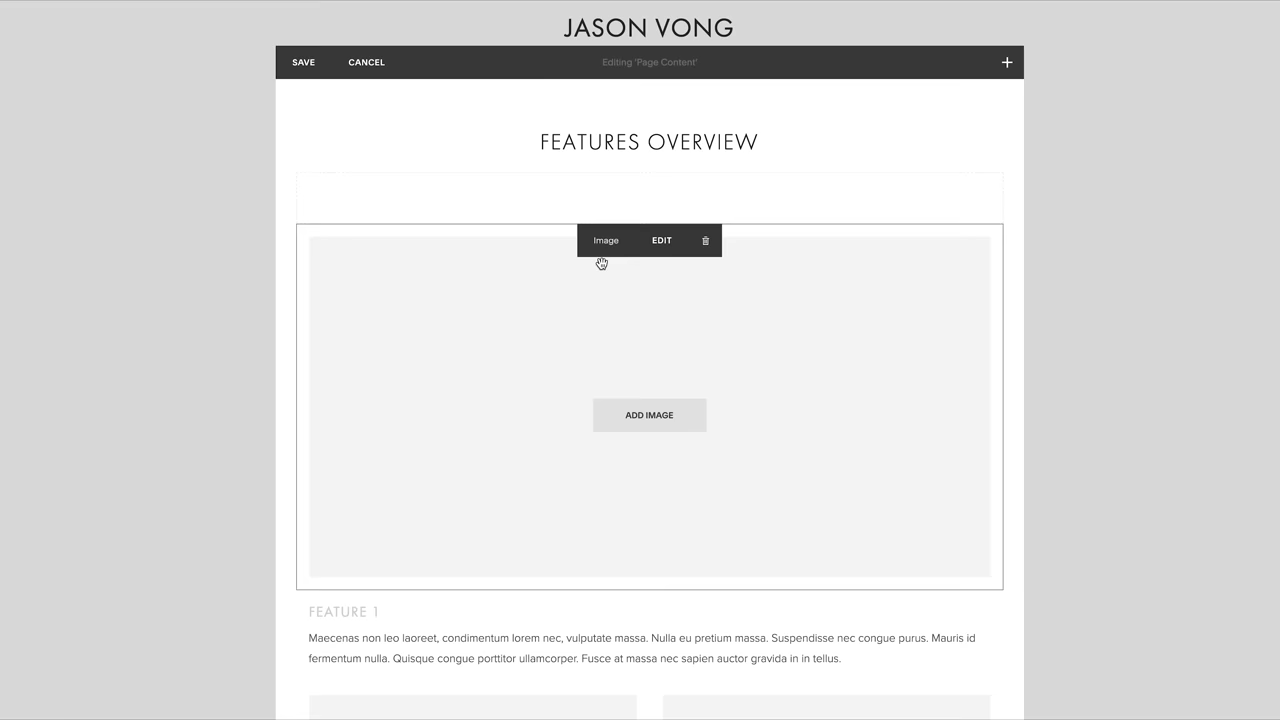 JASON VONG
SAVE CANCEL Editing 'Page Content' +
FEATURES OVERVIEW
Image EDIT
ADD IMAGE
FEATURE 1
Maecenas non leo laoreet, condimentum lorem nec, vulputate massa. Nulla eu pretium massa. Suspendisse nec congue purus. Mauris id
fermentum nulla. Quisque congue porttitor ullamcorper. Fusce at massa nec sapien auctor gravida in in tellus.